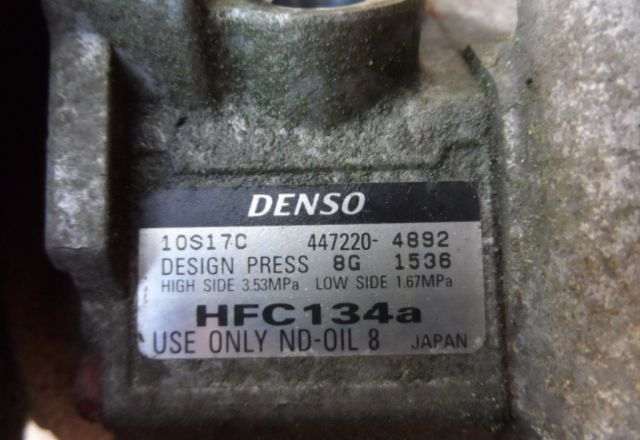 DENSO
10S17C 447220- 4892
DESIGN PRESS 8G 1536
HIGH SIDE 3.53MPa LOW SIDE 1.67MPa
HFC134a
USE ONLY ND-OIL 8 JAPAN